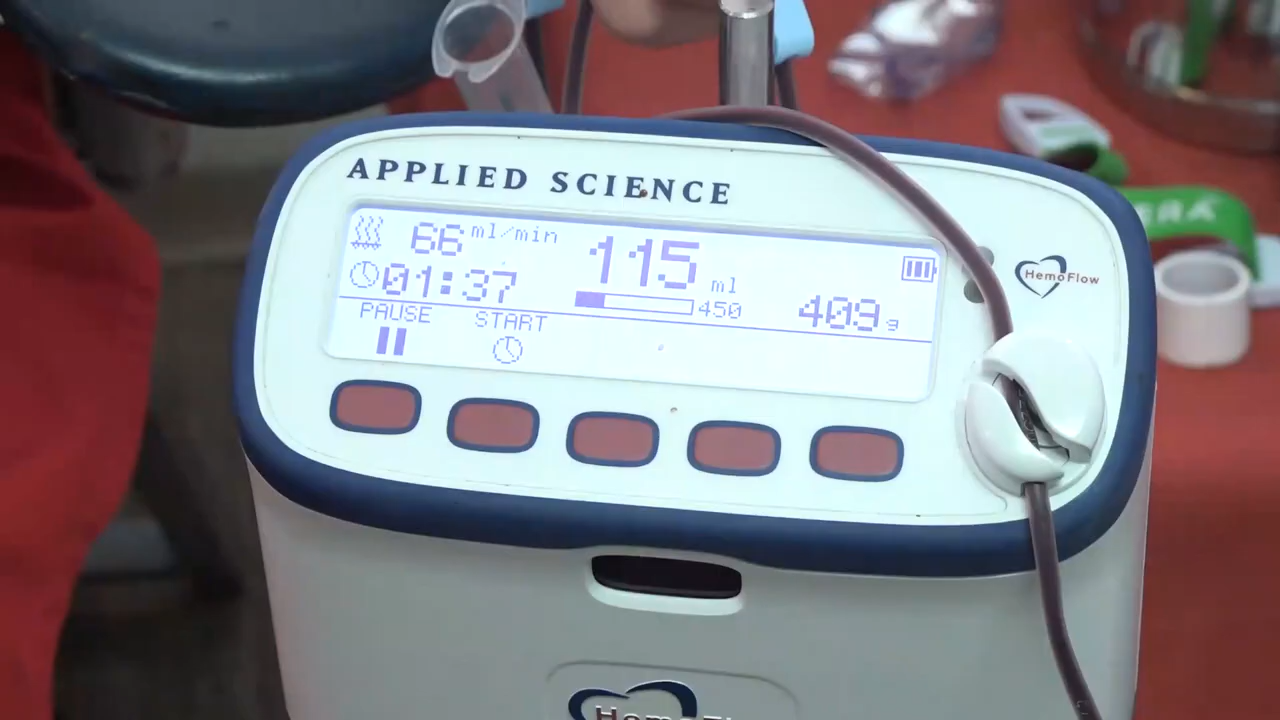 APPLIED SCIENCE
66 ml/min
115 ml
01:37
450
409 g
PAUSE
START
HemoFlow